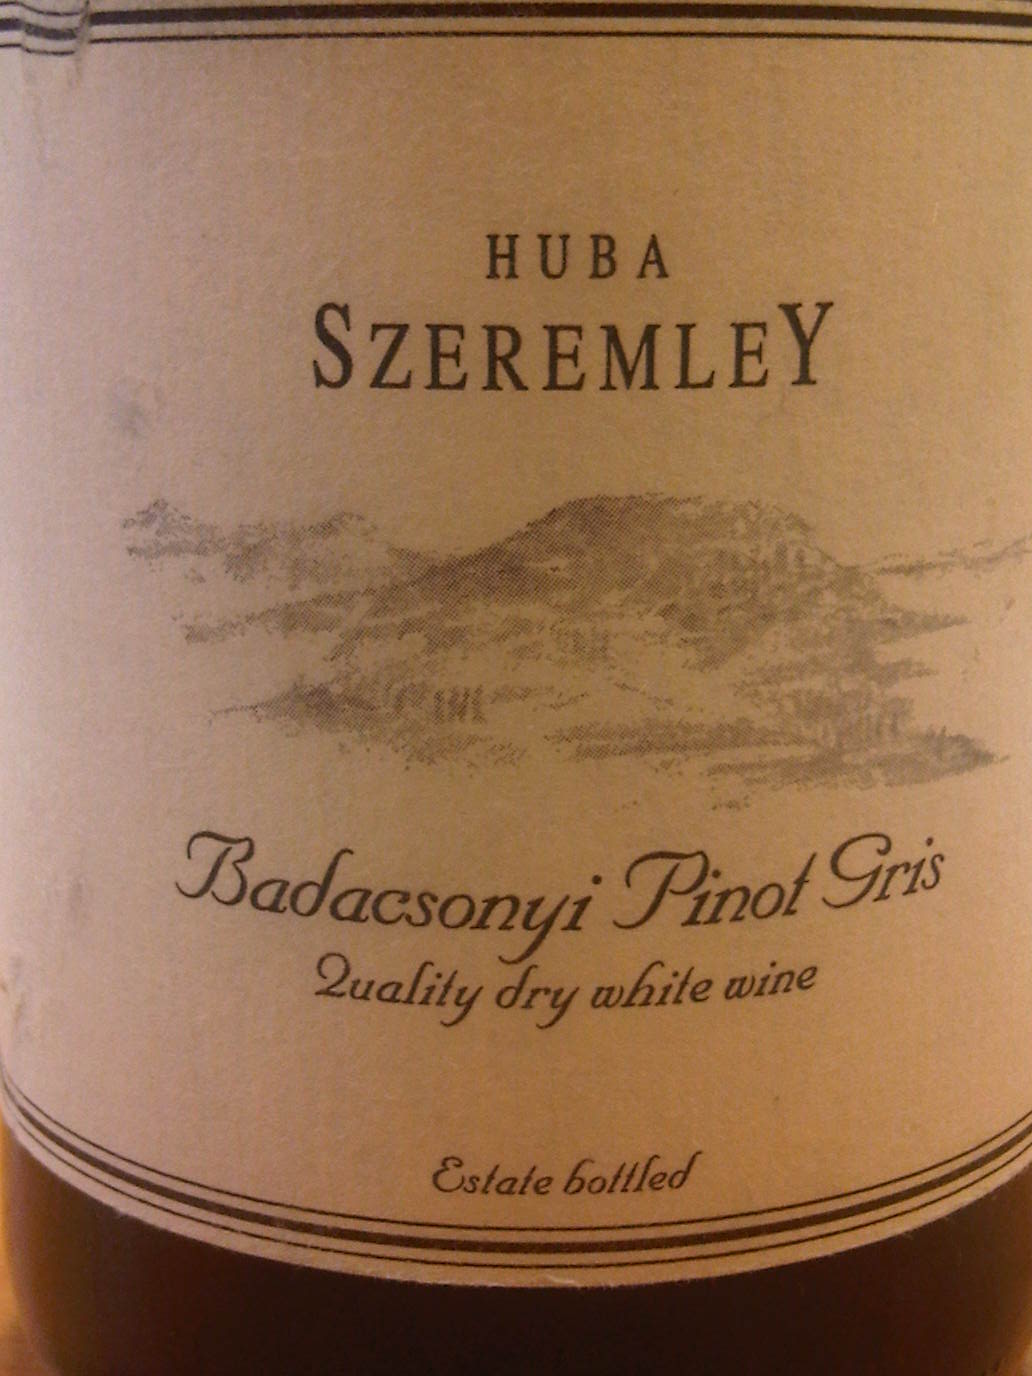 HUBA
SZEREMLEY
Badacsonyi Pinot Gris
Quality dry white wine
Estate bottled